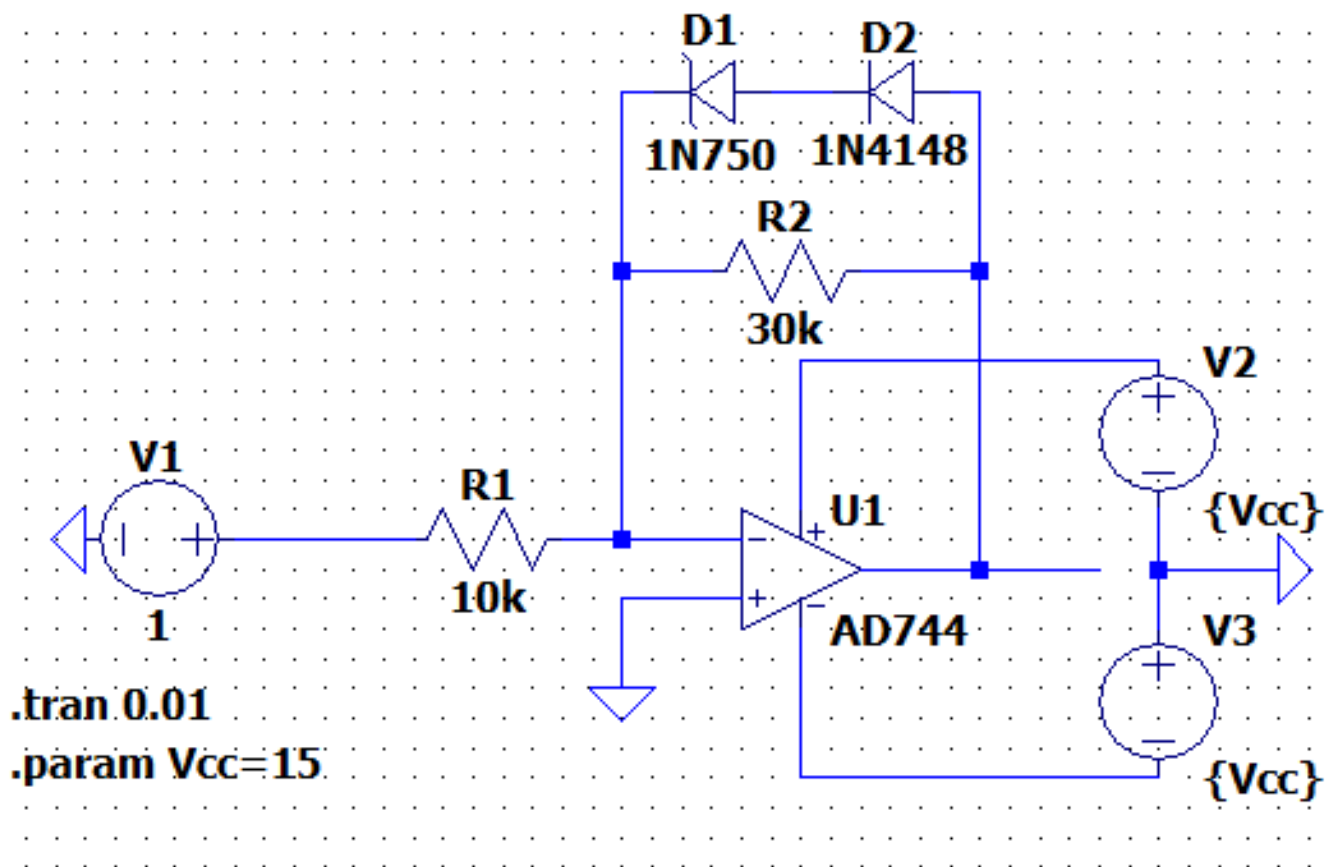 D1
D2
1N750
1N4148
R2
30k
V2
V1
R1
U1
{Vcc}
10k
1
AD744
V3
.tran 0.01
.param Vcc=15
{Vcc}